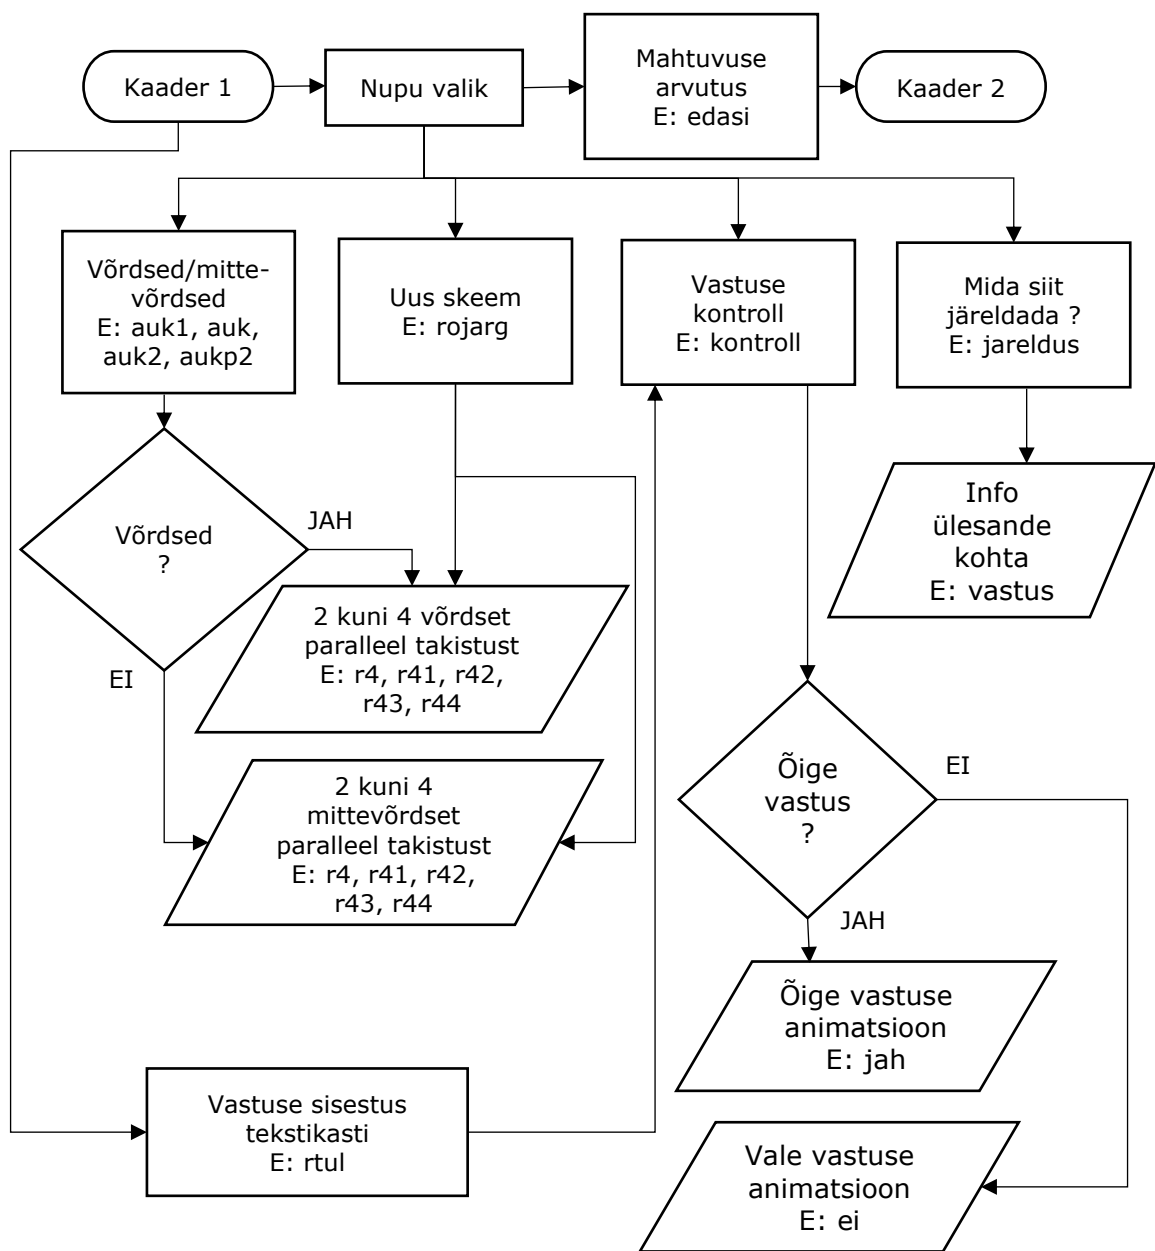 Kaader 1
Nupu valik
Mahtuvuse
arvutus
E: edasi
Kaader 2
Võrdsed/mitte-
võrdsed
E: auk1, auk,
auk2, aukp2
Uus skeem
E: rojarg
Vastuse
kontroll
E: kontroll
Mida siit
järeldada ?
E: jareldus
Võrdsed
?
JAH
EI
2 kuni 4 võrdset
paralleel takistust
E: r4, r41, r42,
r43, r44
Info
ülesande
kohta
E: vastus
2 kuni 4
mittevõrdset
paralleel takistust
E: r4, r41, r42,
r43, r44
Õige
vastus
?
EI
JAH
Õige vastuse
animatsioon
E: jah
Vastuse sisestus
tekstikasti
E: rtul
Vale vastuse
animatsioon
E: ei